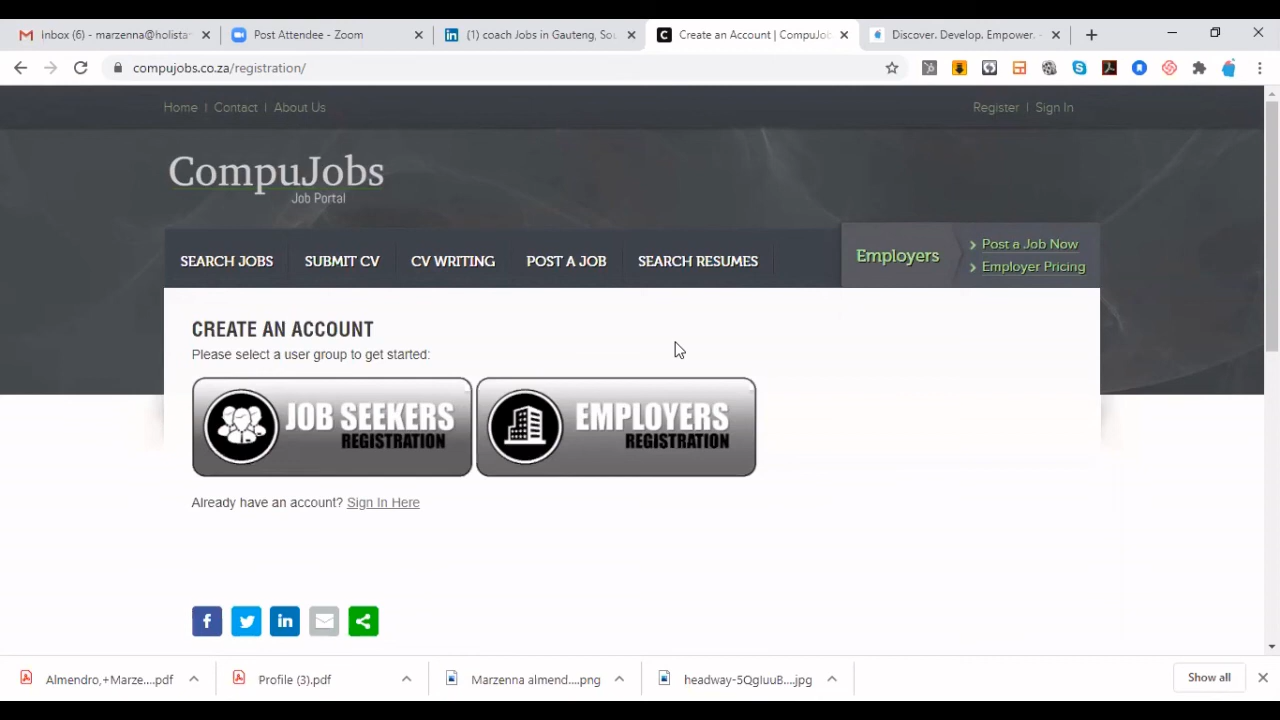 Inbox (6) - marzenna@holista
Post Attendee - Zoom
(1) coach Jobs in Gauteng, Sou
Create an Account | CompuJob
Discover. Develop. Empower. -
compujobs.co.za/registration/
Home | Contact | About Us
Register | Sign In
CompuJobs
Job Portal
SEARCH JOBS
SUBMIT CV
CV WRITING
POST A JOB
SEARCH RESUMES
Employers
Post a Job Now
Employer Pricing
CREATE AN ACCOUNT
Please select a user group to get started:
JOB SEEKERS
REGISTRATION
EMPLOYERS
REGISTRATION
Already have an account? Sign In Here
Almendro,+Marze....pdf
Profile (3).pdf
Marzenna almend....png
headway-5QgIuuB....jpg
Show all